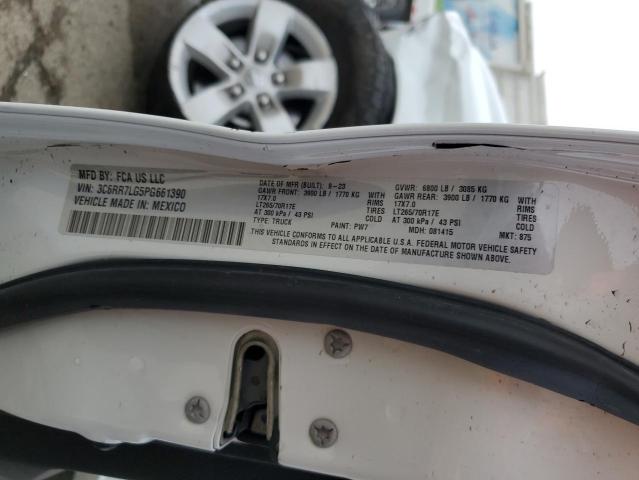 MFD BY: FCA US LLC
VIN: 3C6RR7LG5PG661390
VEHICLE MADE IN: MEXICO
DATE OF MFR (BUILT): 9-23
GAWR FRONT: 3900 LB / 1770 KG WITH
17X7.0 RIMS
LT265/70R17E TIRES
AT 300 kPa / 43 PSI COLD
TYPE: TRUCK PAINT: PW7
GVWR: 6800 LB / 3085 KG
GAWR REAR: 3900 LB / 1770 KG WITH
17X7.0 RIMS
LT265/70R17E TIRES
AT 300 kPa / 43 PSI COLD
MDH: 081415 MKT: 875
THIS VEHICLE CONFORMS TO ALL APPLICABLE U.S.A. FEDERAL MOTOR VEHICLE SAFETY
STANDARDS IN EFFECT ON THE DATE OF MANUFACTURE SHOWN ABOVE.